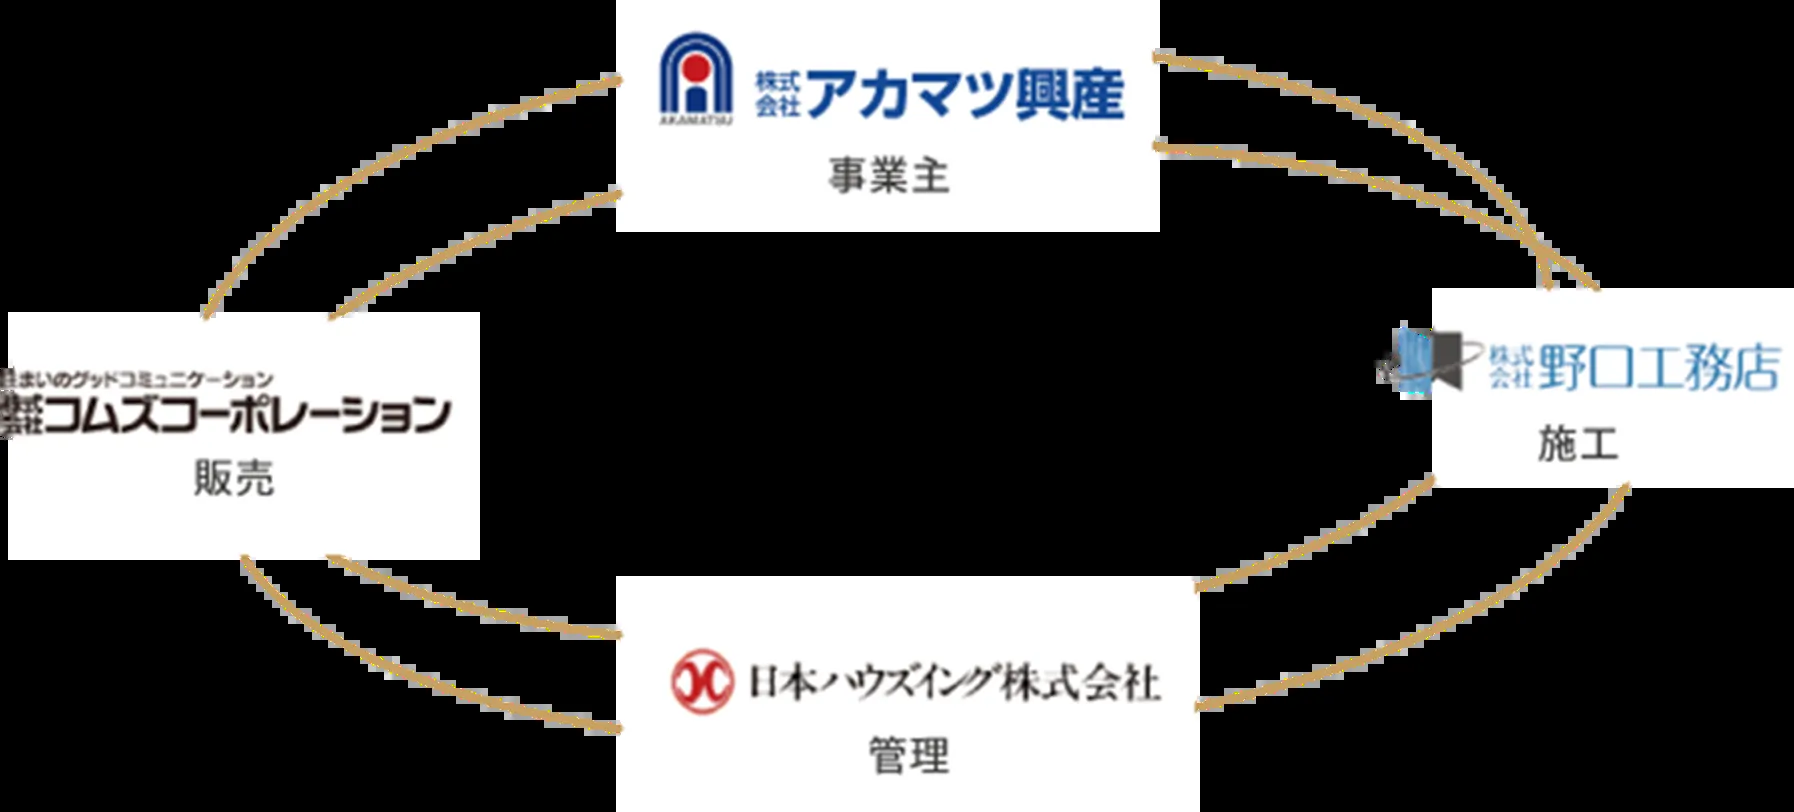 株式会社アカマツ興産
AKAMATSU
事業主
住まいのグッドコミュニケーション
株式会社コムズコーポレーション
販売
株式会社野口工務店
施工
日本ハウズイング株式会社
管理